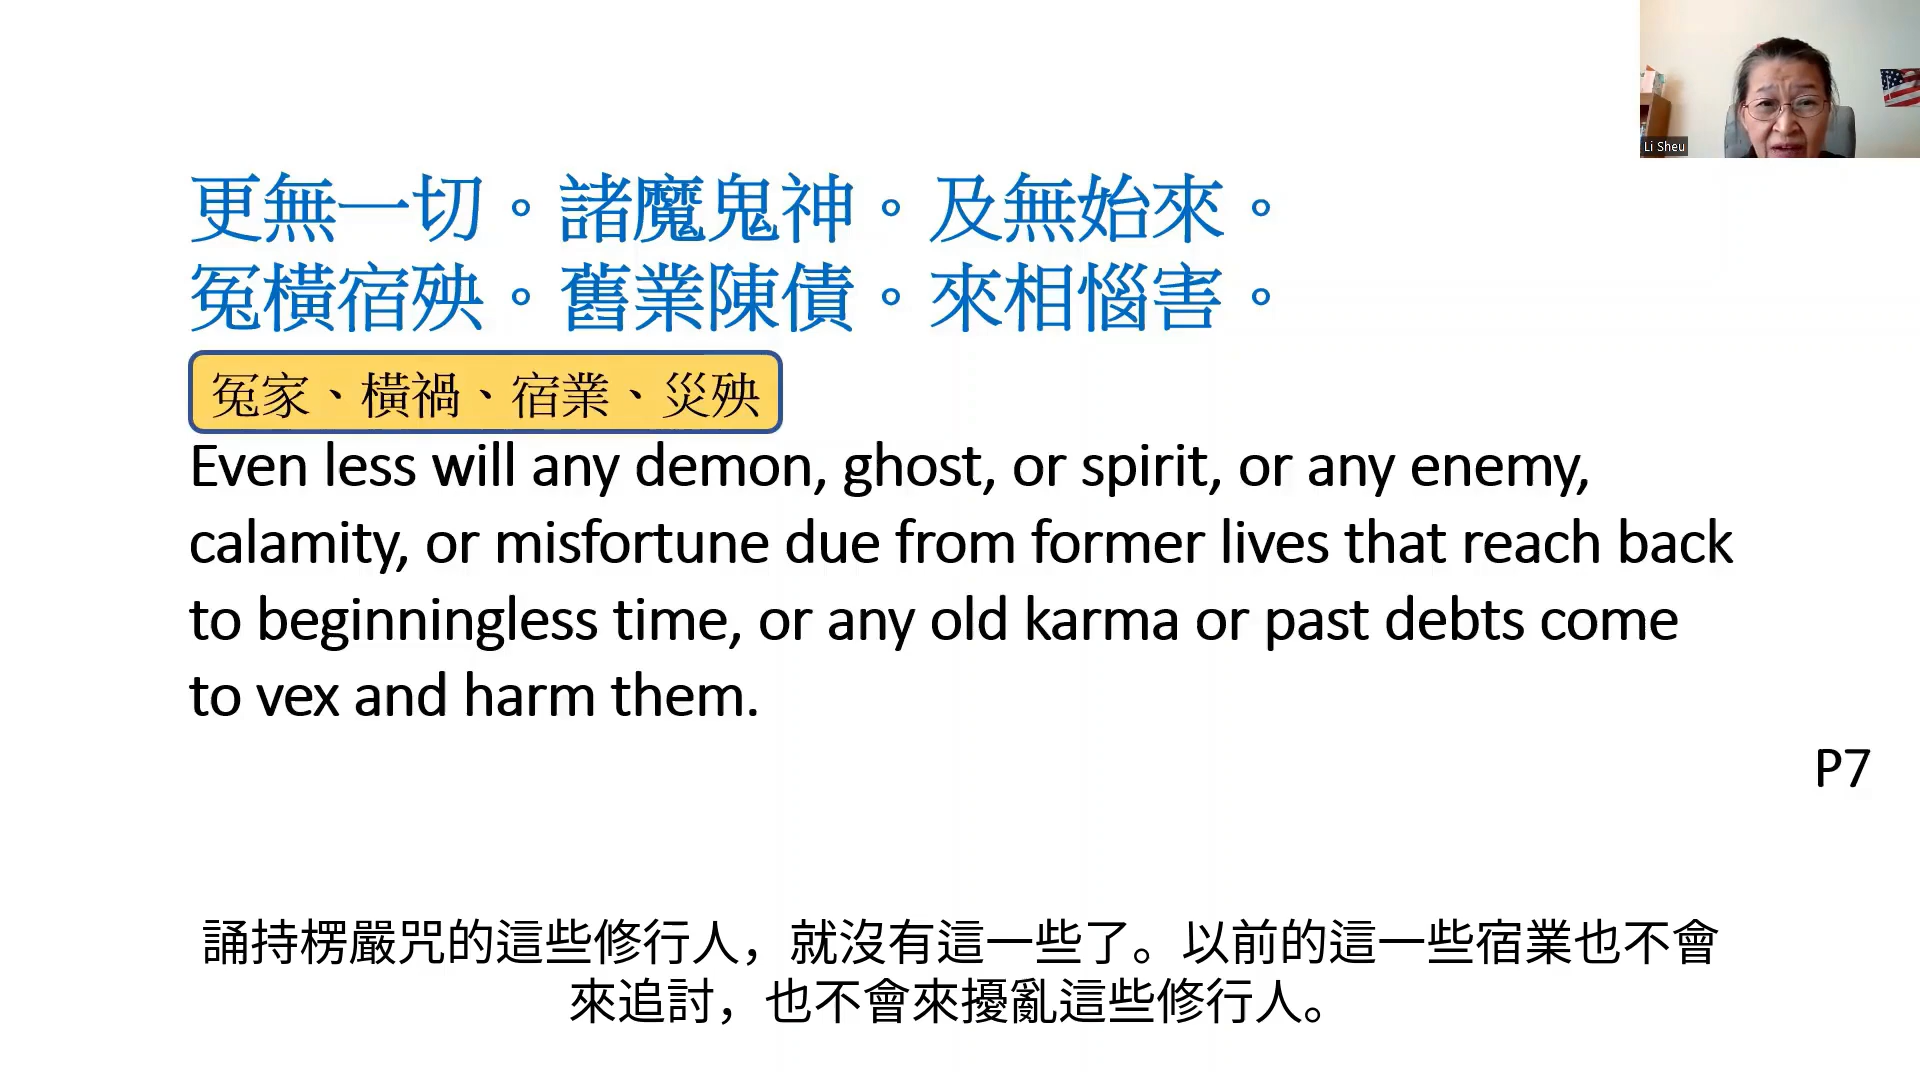 Li Sheu
更無一切。諸魔鬼神。及無始來。
冤橫宿殃。舊業陳債。來相惱害。
冤家、橫禍、宿業、災殃
Even less will any demon, ghost, or spirit, or any enemy,
calamity, or misfortune due from former lives that reach back
to beginningless time, or any old karma or past debts come
to vex and harm them.
P7
誦持楞嚴咒的這些修行人，就沒有這一些了。以前的這一些宿業也不會
來追討，也不會來擾亂這些修行人。